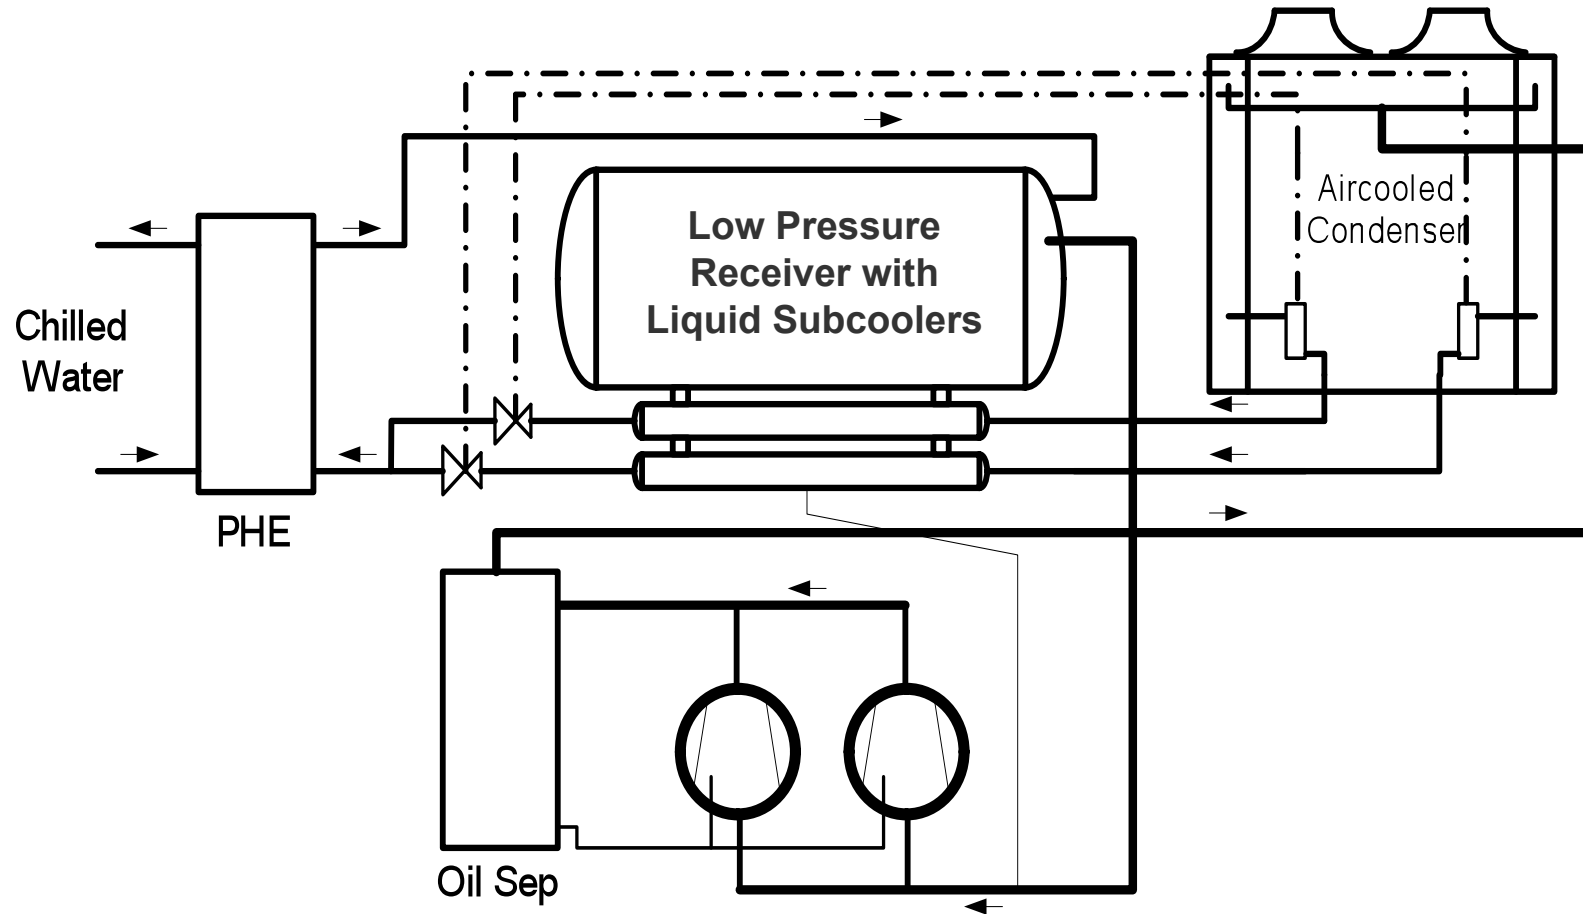 Aircooled
Condenser
Low Pressure
Receiver with
Liquid Subcoolers
Chilled
Water
PHE
Oil Sep